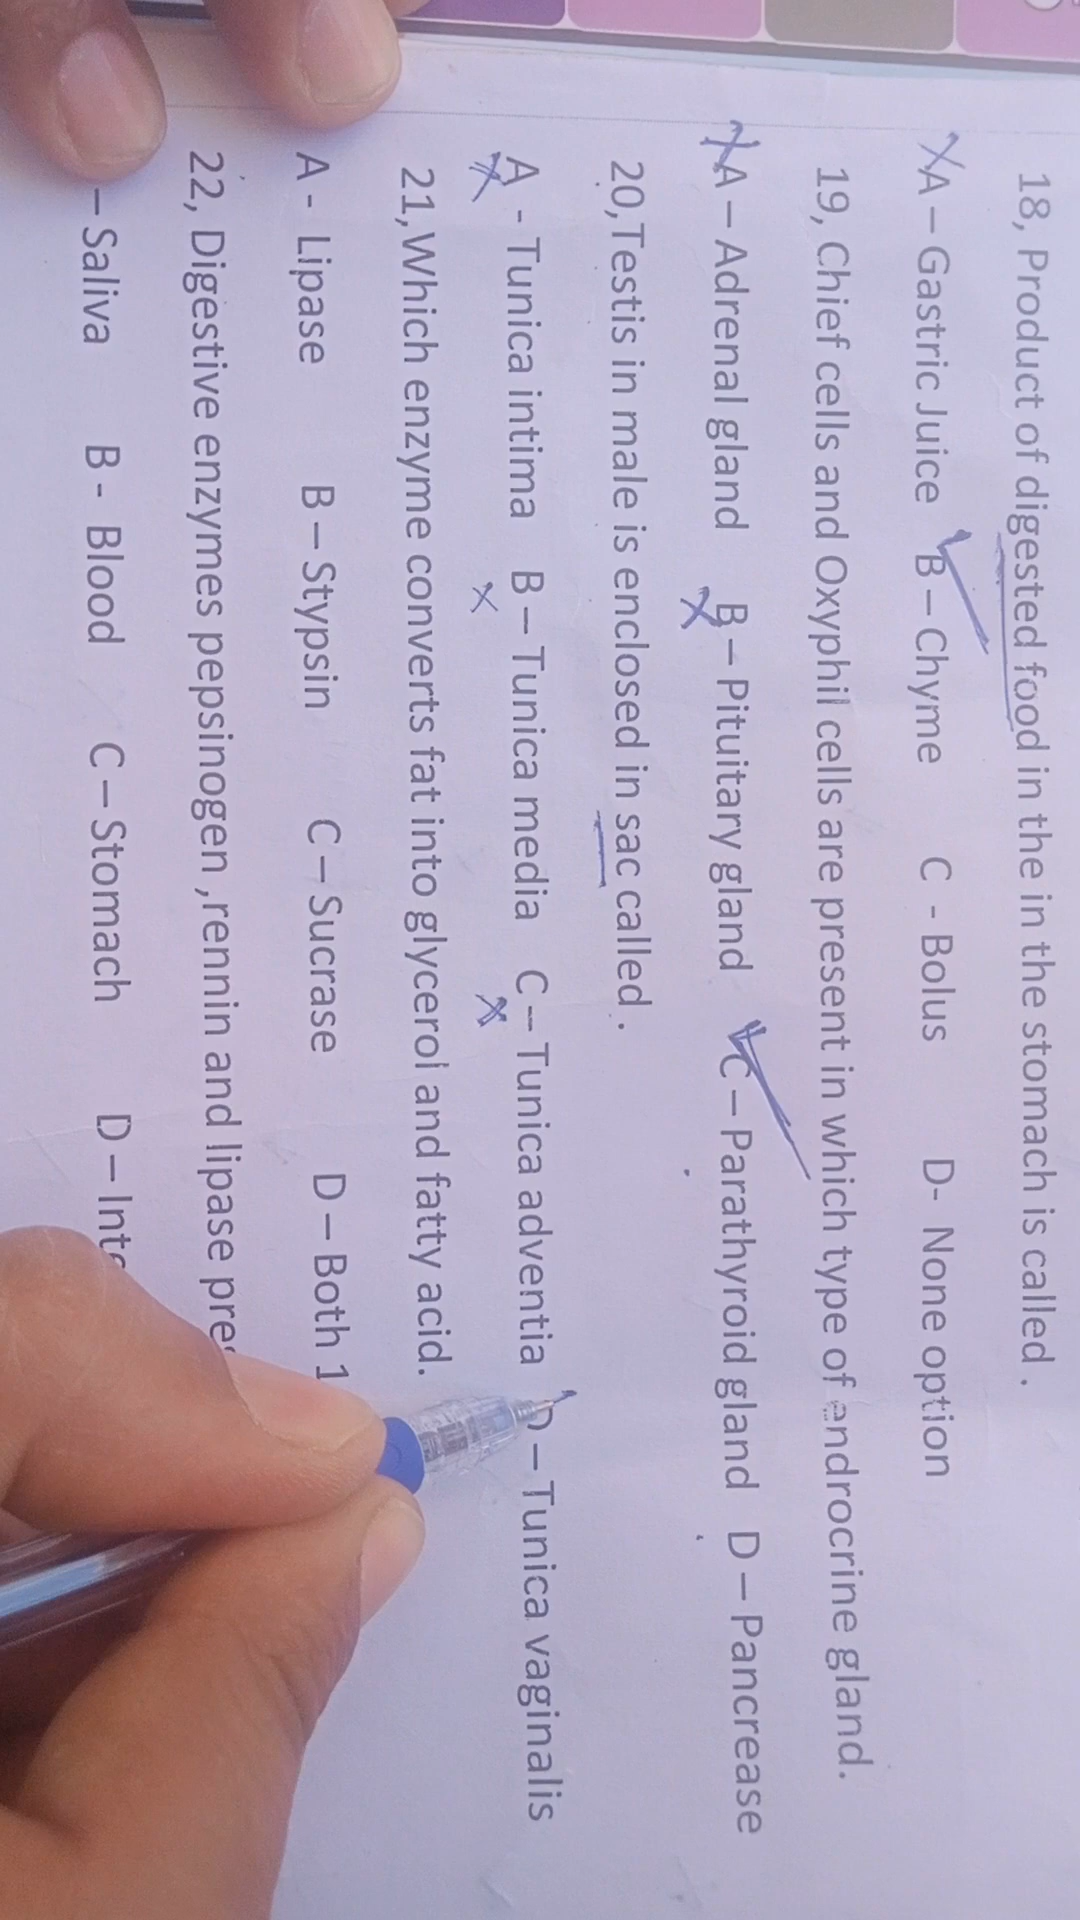 18, Product of digested food in the in the stomach is called .
A – Gastric Juice B – Chyme C - Bolus D- None option
19, Chief cells and Oxyphil cells are present in which type of endrocrine gland.
A – Adrenal gland B – Pituitary gland C – Parathyroid gland D – Pancrease
20,Testis in male is enclosed in sac called .
A - Tunica intima B – Tunica media C – Tunica adventia D – Tunica vaginalis
21,Which enzyme converts fat into glycerol and fatty acid.
A - Lipase B – Stypsin C – Sucrase D – Both 1
22, Digestive enzymes pepsinogen ,rennin and lipase
– Saliva B - Blood C – Stomach D –